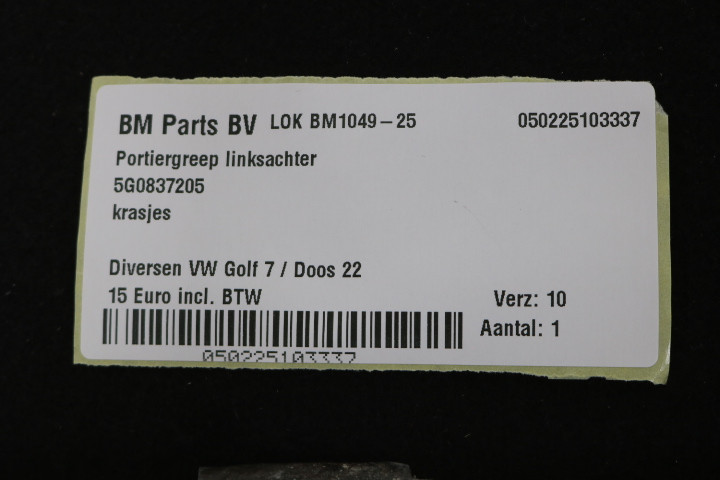 BM Parts BV LOK BM1049-25 050225103337
Portiergreep linksachter
5G0837205
krasjes
Diversen VW Golf 7 / Doos 22
15 Euro incl. BTW Verz: 10
Aantal: 1
050225103337